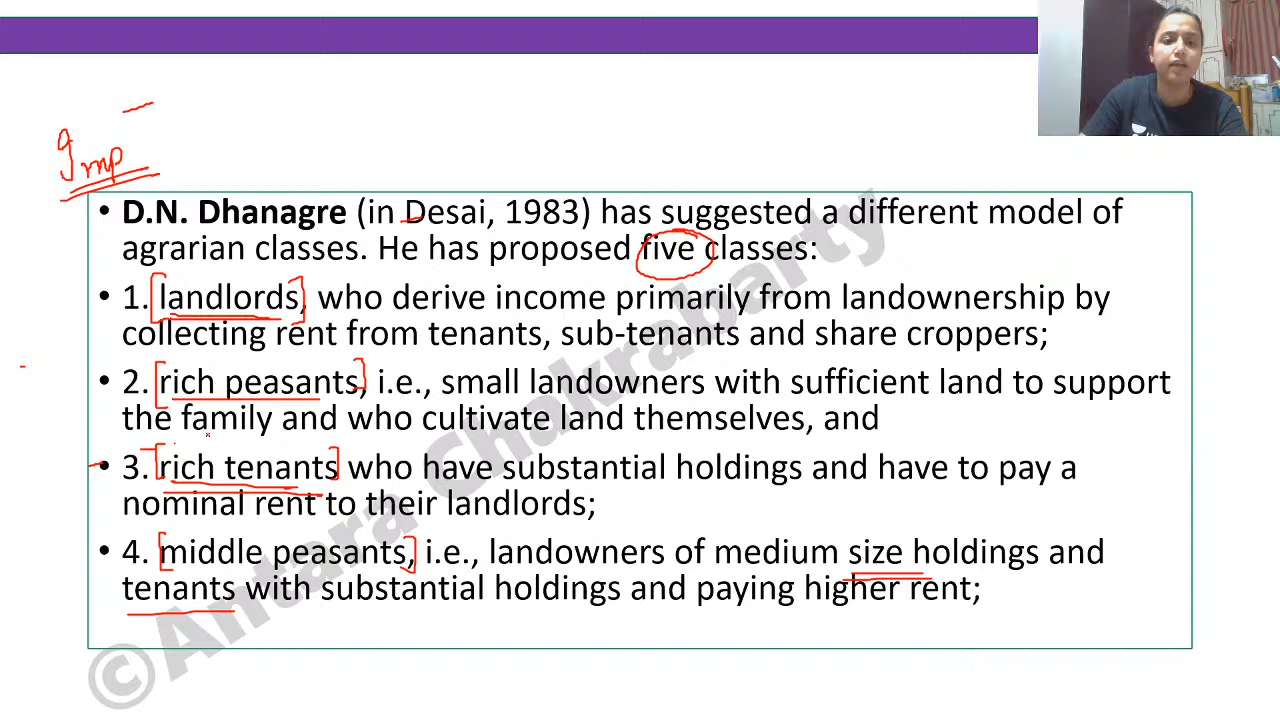 Imp
• D.N. Dhanagre (in Desai, 1983) has suggested a different model of
agrarian classes. He has proposed five classes:
• 1. landlords, who derive income primarily from landownership by
collecting rent from tenants, sub-tenants and share croppers;
• 2. rich peasants, i.e., small landowners with sufficient land to support
the family and who cultivate land themselves, and
• 3. rich tenants who have substantial holdings and have to pay a
nominal rent to their landlords;
• 4. middle peasants, i.e., landowners of medium size holdings and
tenants with substantial holdings and paying higher rent;
©Antara Chakrabarty